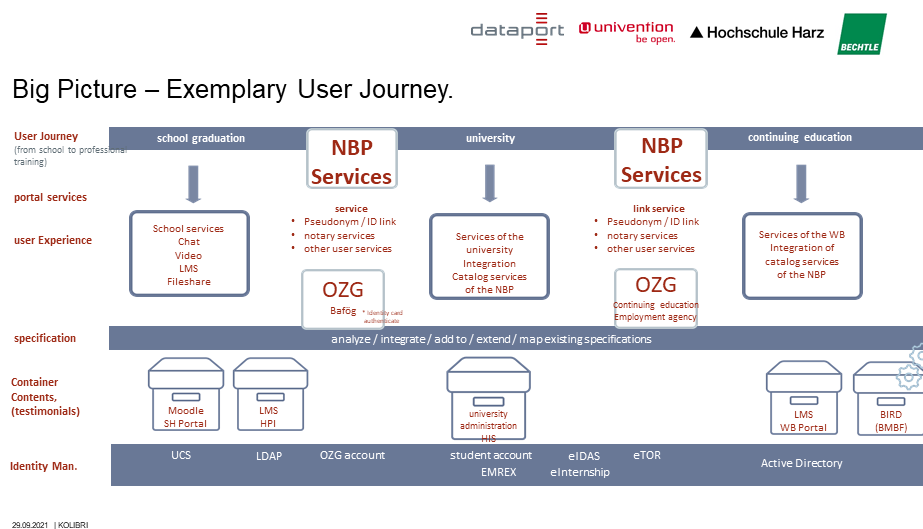 dataport
univention
be open.
Hochschule Harz
BECHTLE
Big Picture – Exemplary User Journey.
User Journey
(from school to professional
training)
school graduation
NBP
Services
university
NBP
Services
continuing education
portal services
user Experience
School services
Chat
Video
LMS
Fileshare
service
• Pseudonym / ID link
• notary services
• other user services
Services of the
university
Integration
Catalog services
of the NBP
link service
• Pseudonym / ID link
• notary services
• other user services
Services of the WB
Integration of
catalog services
of the NBP
OZG
Bafög
* Identity card
authenticate
OZG
Continuing education
Employment agency
specification
analyze / integrate / add to / extend / map existing specifications
Container
Contents,
(testimonials)
Moodle
SH Portal
LMS
HPI
university
administration
HIS
LMS
WB Portal
BIRD
(BMBF)
Identity Man.
UCS
LDAP
OZG account
student account
EMREX
eIDAS
eInternship
eTOR
Active Directory
29.09.2021 | KOLIBRI